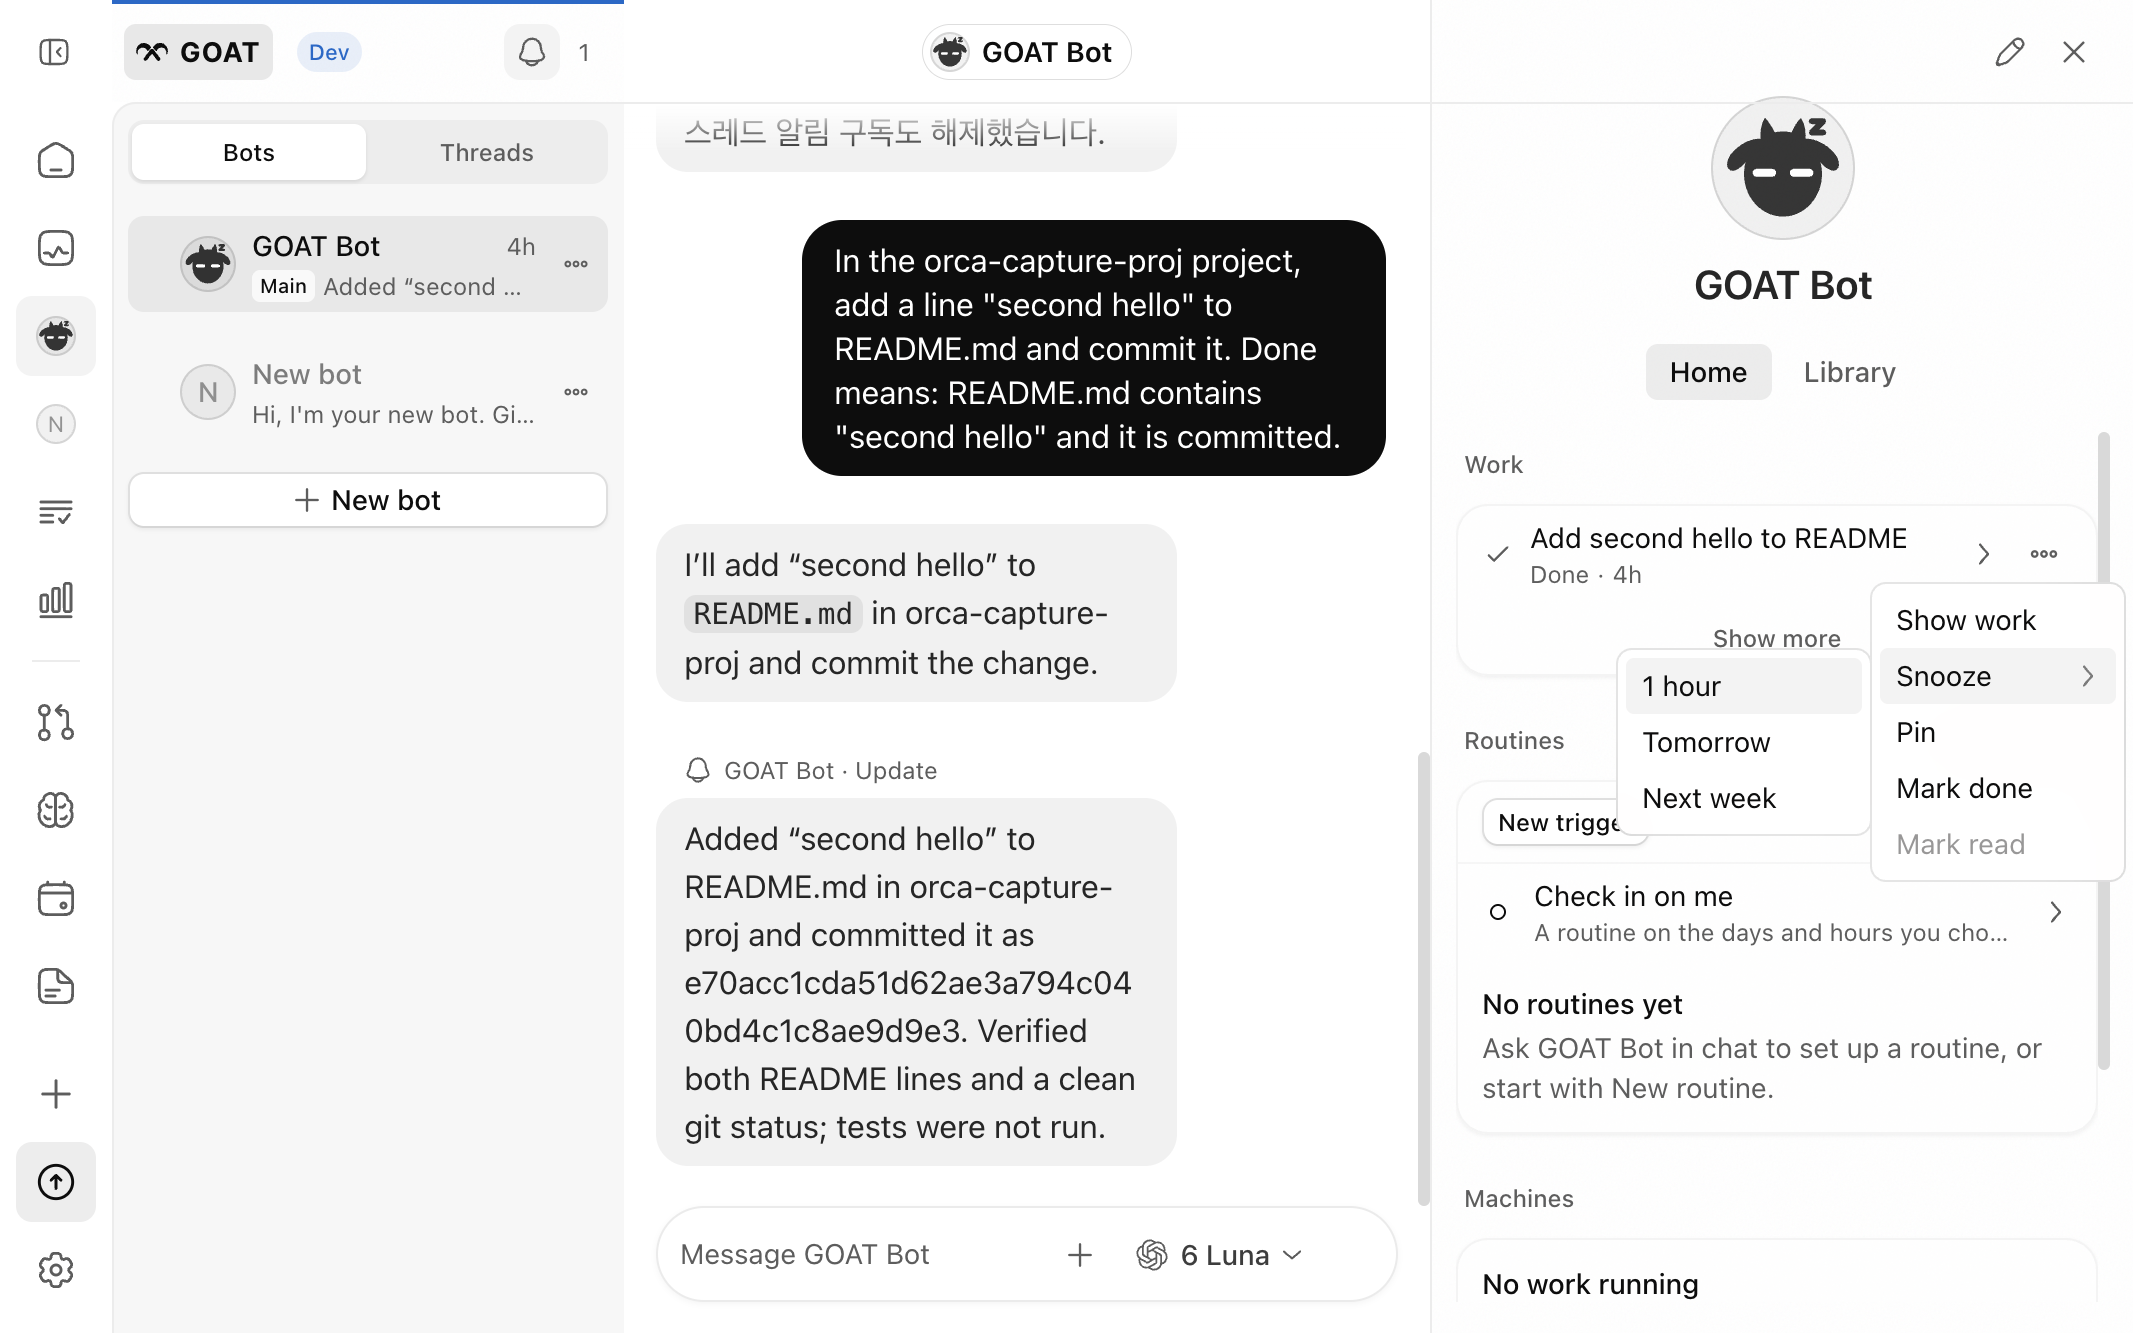 GOAT
Dev
1
GOAT Bot
Bots
Threads
GOAT Bot
4h
Main
Added “second ...
N
New bot
Hi, I'm your new bot. Gi...
N
New bot
스레드 알림 구독도 해제했습니다.
In the orca-capture-proj project,
add a line "second hello" to
README.md and commit it. Done
means: README.md contains
"second hello" and it is committed.
I’ll add “second hello” to
README.md in orca-capture-
proj and commit the change.
GOAT Bot · Update
Added “second hello” to
README.md in orca-capture-
proj and committed it as
e70acc1cda51d62ae3a794c04
0bd4c1c8ae9d9e3. Verified
both README lines and a clean
git status; tests were not run.
Message GOAT Bot
6 Luna
z
GOAT Bot
Home
Library
Work
Add second hello to README
Done · 4h
Show more
Show work
Snooze
Pin
Mark done
Mark read
1 hour
Tomorrow
Next week
Routines
New trigge
Check in on me
A routine on the days and hours you cho...
No routines yet
Ask GOAT Bot in chat to set up a routine, or
start with New routine.
Machines
No work running